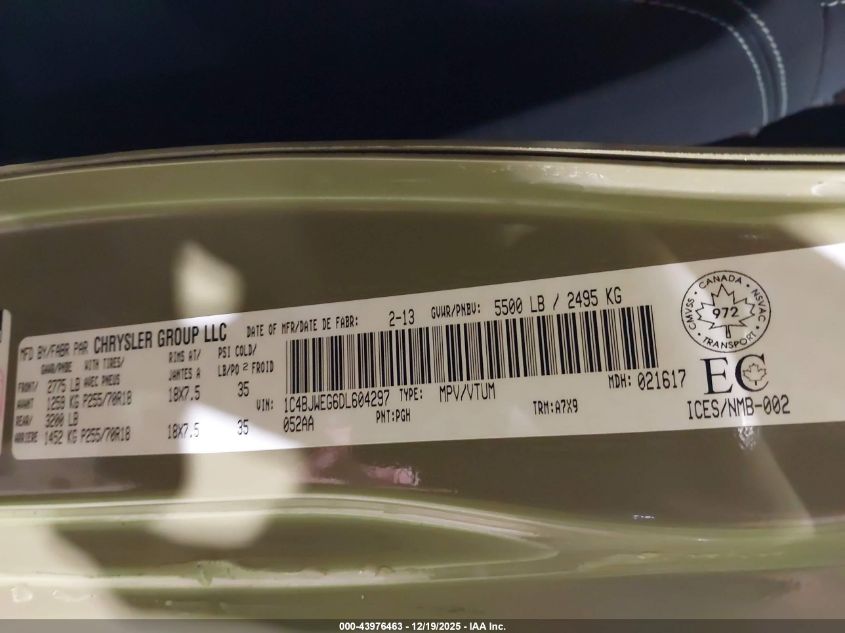 MFD BY/FABR PAR CHRYSLER GROUP LLC DATE OF MFR/DATE DE FABR: 2-13 GVWR/PNBV: 5500 LB / 2495 KG
GAWR/PNBE WITH TIRES/ RIMS AT/ PSI COLD/
FRONT/ 2775 LB AVEC PNEUS JANTES A LB/PO 2 FROID
AVANT 1259 KG P255/70R18 18X7.5 35
REAR/ 3200 LB
ARRIERE 1452 KG P255/70R18 18X7.5 35
VIN: 1C4BJWEG6DL604297 TYPE: MPV/VTUM MDH: 021617
052AA PNT:PGH TRM:A7X9
CMVSS · CANADA · NSVAC
972
TRANSPORT
EC
ICES/NMB-002
000-43976463 - 12/19/2025 - IAA Inc.